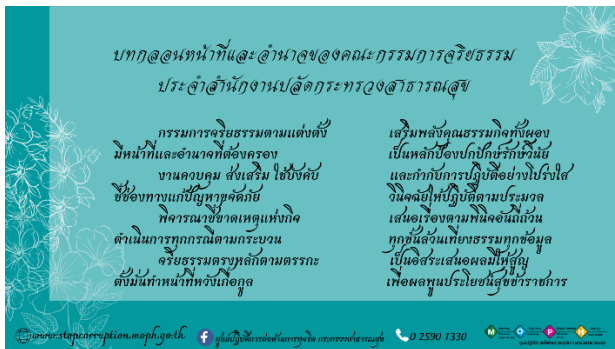 บทกลอนหน้าที่และอำนาจของคณะกรรมการจริยธรรม
ประจำสำนักงานปลัดกระทรวงสาธารณสุข
กรรมการจริยธรรมตามแต่งตั้ง เสริมพลังคุณธรรมกิจทั้งผอง
มีหน้าที่และอำนาจที่ต้องครอง เป็นหลักป้องปกปักษ์รักษ์วินัย
งานควบคุม ส่งเสริม ใช้บังคับ และกำกับการปฏิบัติอย่างโปร่งใส
ชี้ช่องทางแก้ปัญหาขจัดภัย วินิจฉัยให้ปฏิบัติตามประมวล
พิจารณาชี้ขาดเหตุแห่งกิจ เสนอเรื่องตามพินิจอันถี่ถ้วน
ดำเนินการทุกกรณีตามกระบวน ทุกขั้นล้วนเที่ยงธรรมทุกข้อมูล
จริยธรรมตรงหลักตามตรรกะ เป็นอิสระเสนอผลมิให้สูญ
ตั้งมั่นทำหน้าที่หวังเกื้อกูล เพื่อผลพูนประโยชน์สุขข้าราชการ
www.stopcorruption.moph.go.th ศูนย์ปฏิบัติการต่อต้านการทุจริต กระทรวงสาธารณสุข 0 2590 1330
M O P H